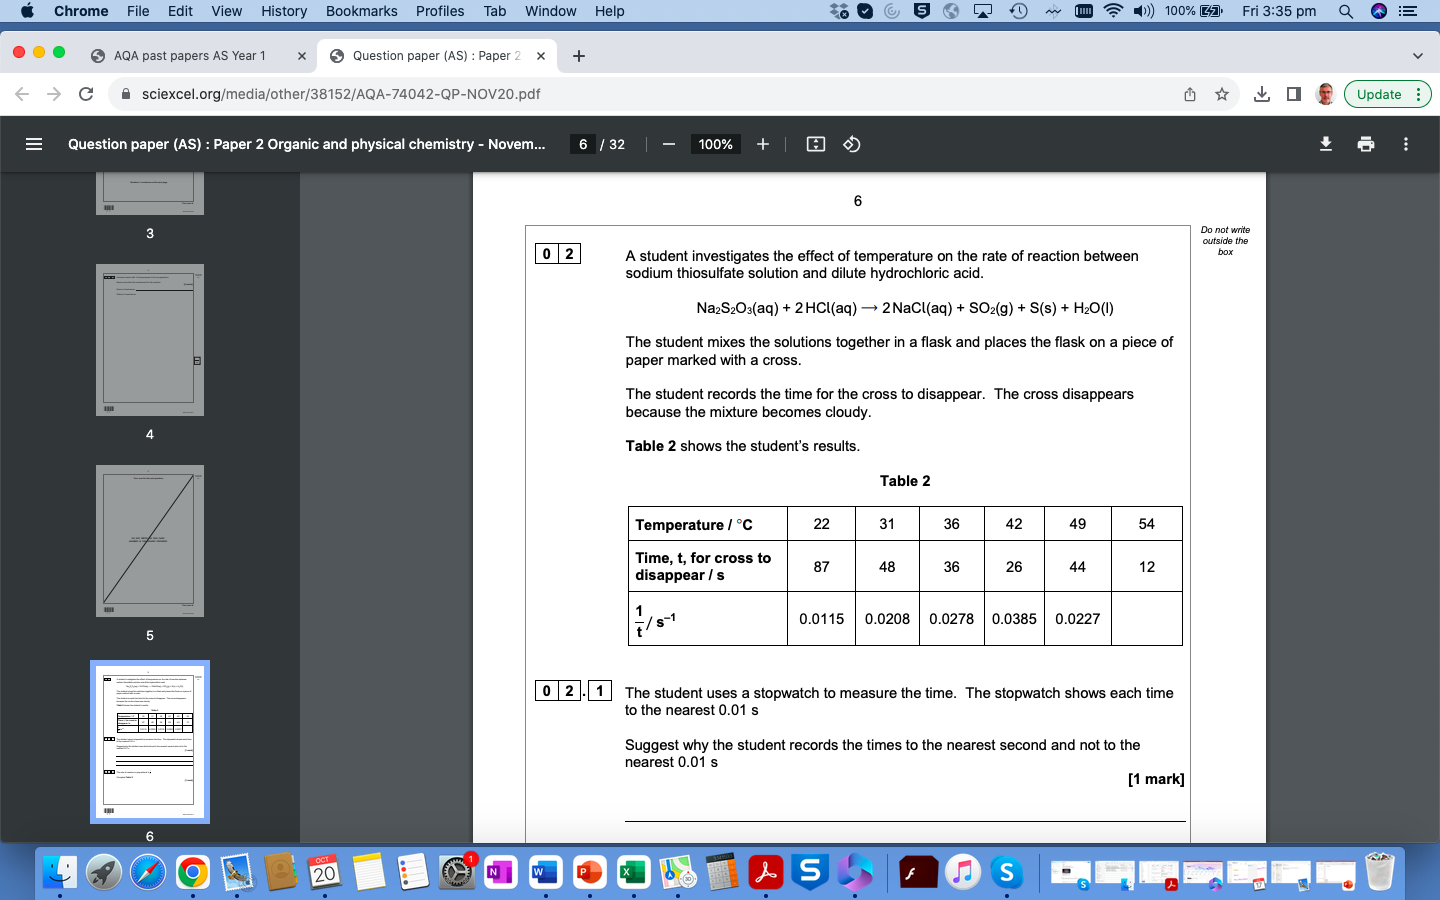 Chrome File Edit View History Bookmarks Profiles Tab Window Help 100% Fri 3:35 pm
AQA past papers AS Year 1 Question paper (AS) : Paper 2
sciexcel.org/media/other/38152/AQA-74042-QP-NOV20.pdf Update
Question paper (AS) : Paper 2 Organic and physical chemistry - Novem... 6 / 32 100%
3
4
5
6
6
Do not write
outside the
box
0 2 A student investigates the effect of temperature on the rate of reaction between
sodium thiosulfate solution and dilute hydrochloric acid.
Na₂S₂O₃(aq) + 2 HCl(aq) ⟶ 2 NaCl(aq) + SO₂(g) + S(s) + H₂O(l)
The student mixes the solutions together in a flask and places the flask on a piece of
paper marked with a cross.
The student records the time for the cross to disappear. The cross disappears
because the mixture becomes cloudy.
Table 2 shows the student's results.
Table 2
Temperature / °C 22 31 36 42 49 54
Time, t, for cross to
disappear / s 87 48 36 26 44 12
1/t / s⁻¹ 0.0115 0.0208 0.0278 0.0385 0.0227
0 2 . 1 The student uses a stopwatch to measure the time. The stopwatch shows each time
to the nearest 0.01 s
Suggest why the student records the times to the nearest second and not to the
nearest 0.01 s
[1 mark]
OCT
20
1